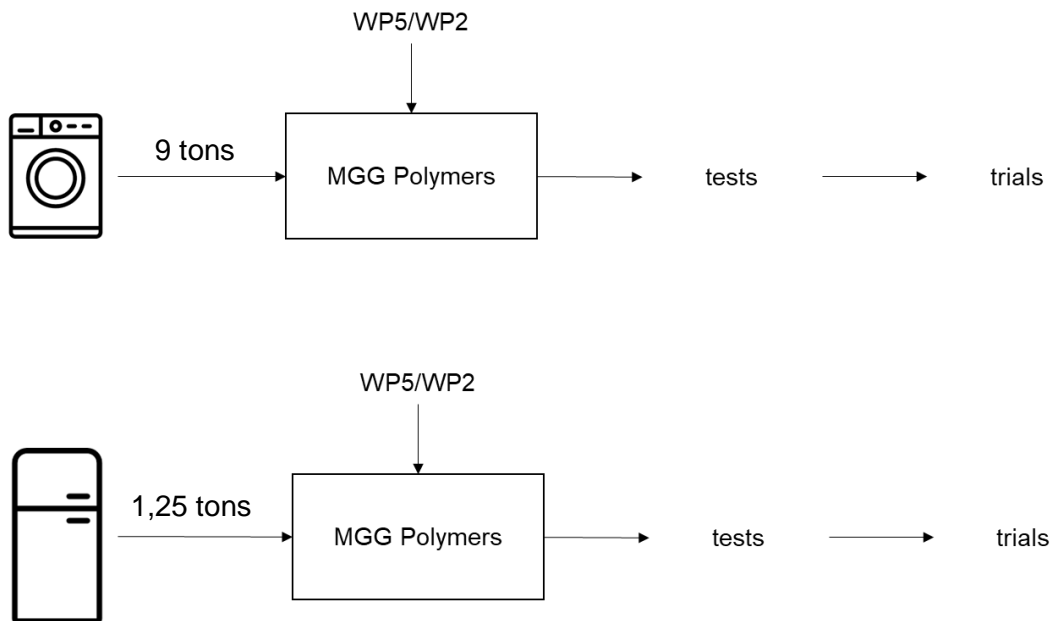 WP5/WP2
9 tons
MGG Polymers
tests
trials
WP5/WP2
1,25 tons
MGG Polymers
tests
trials